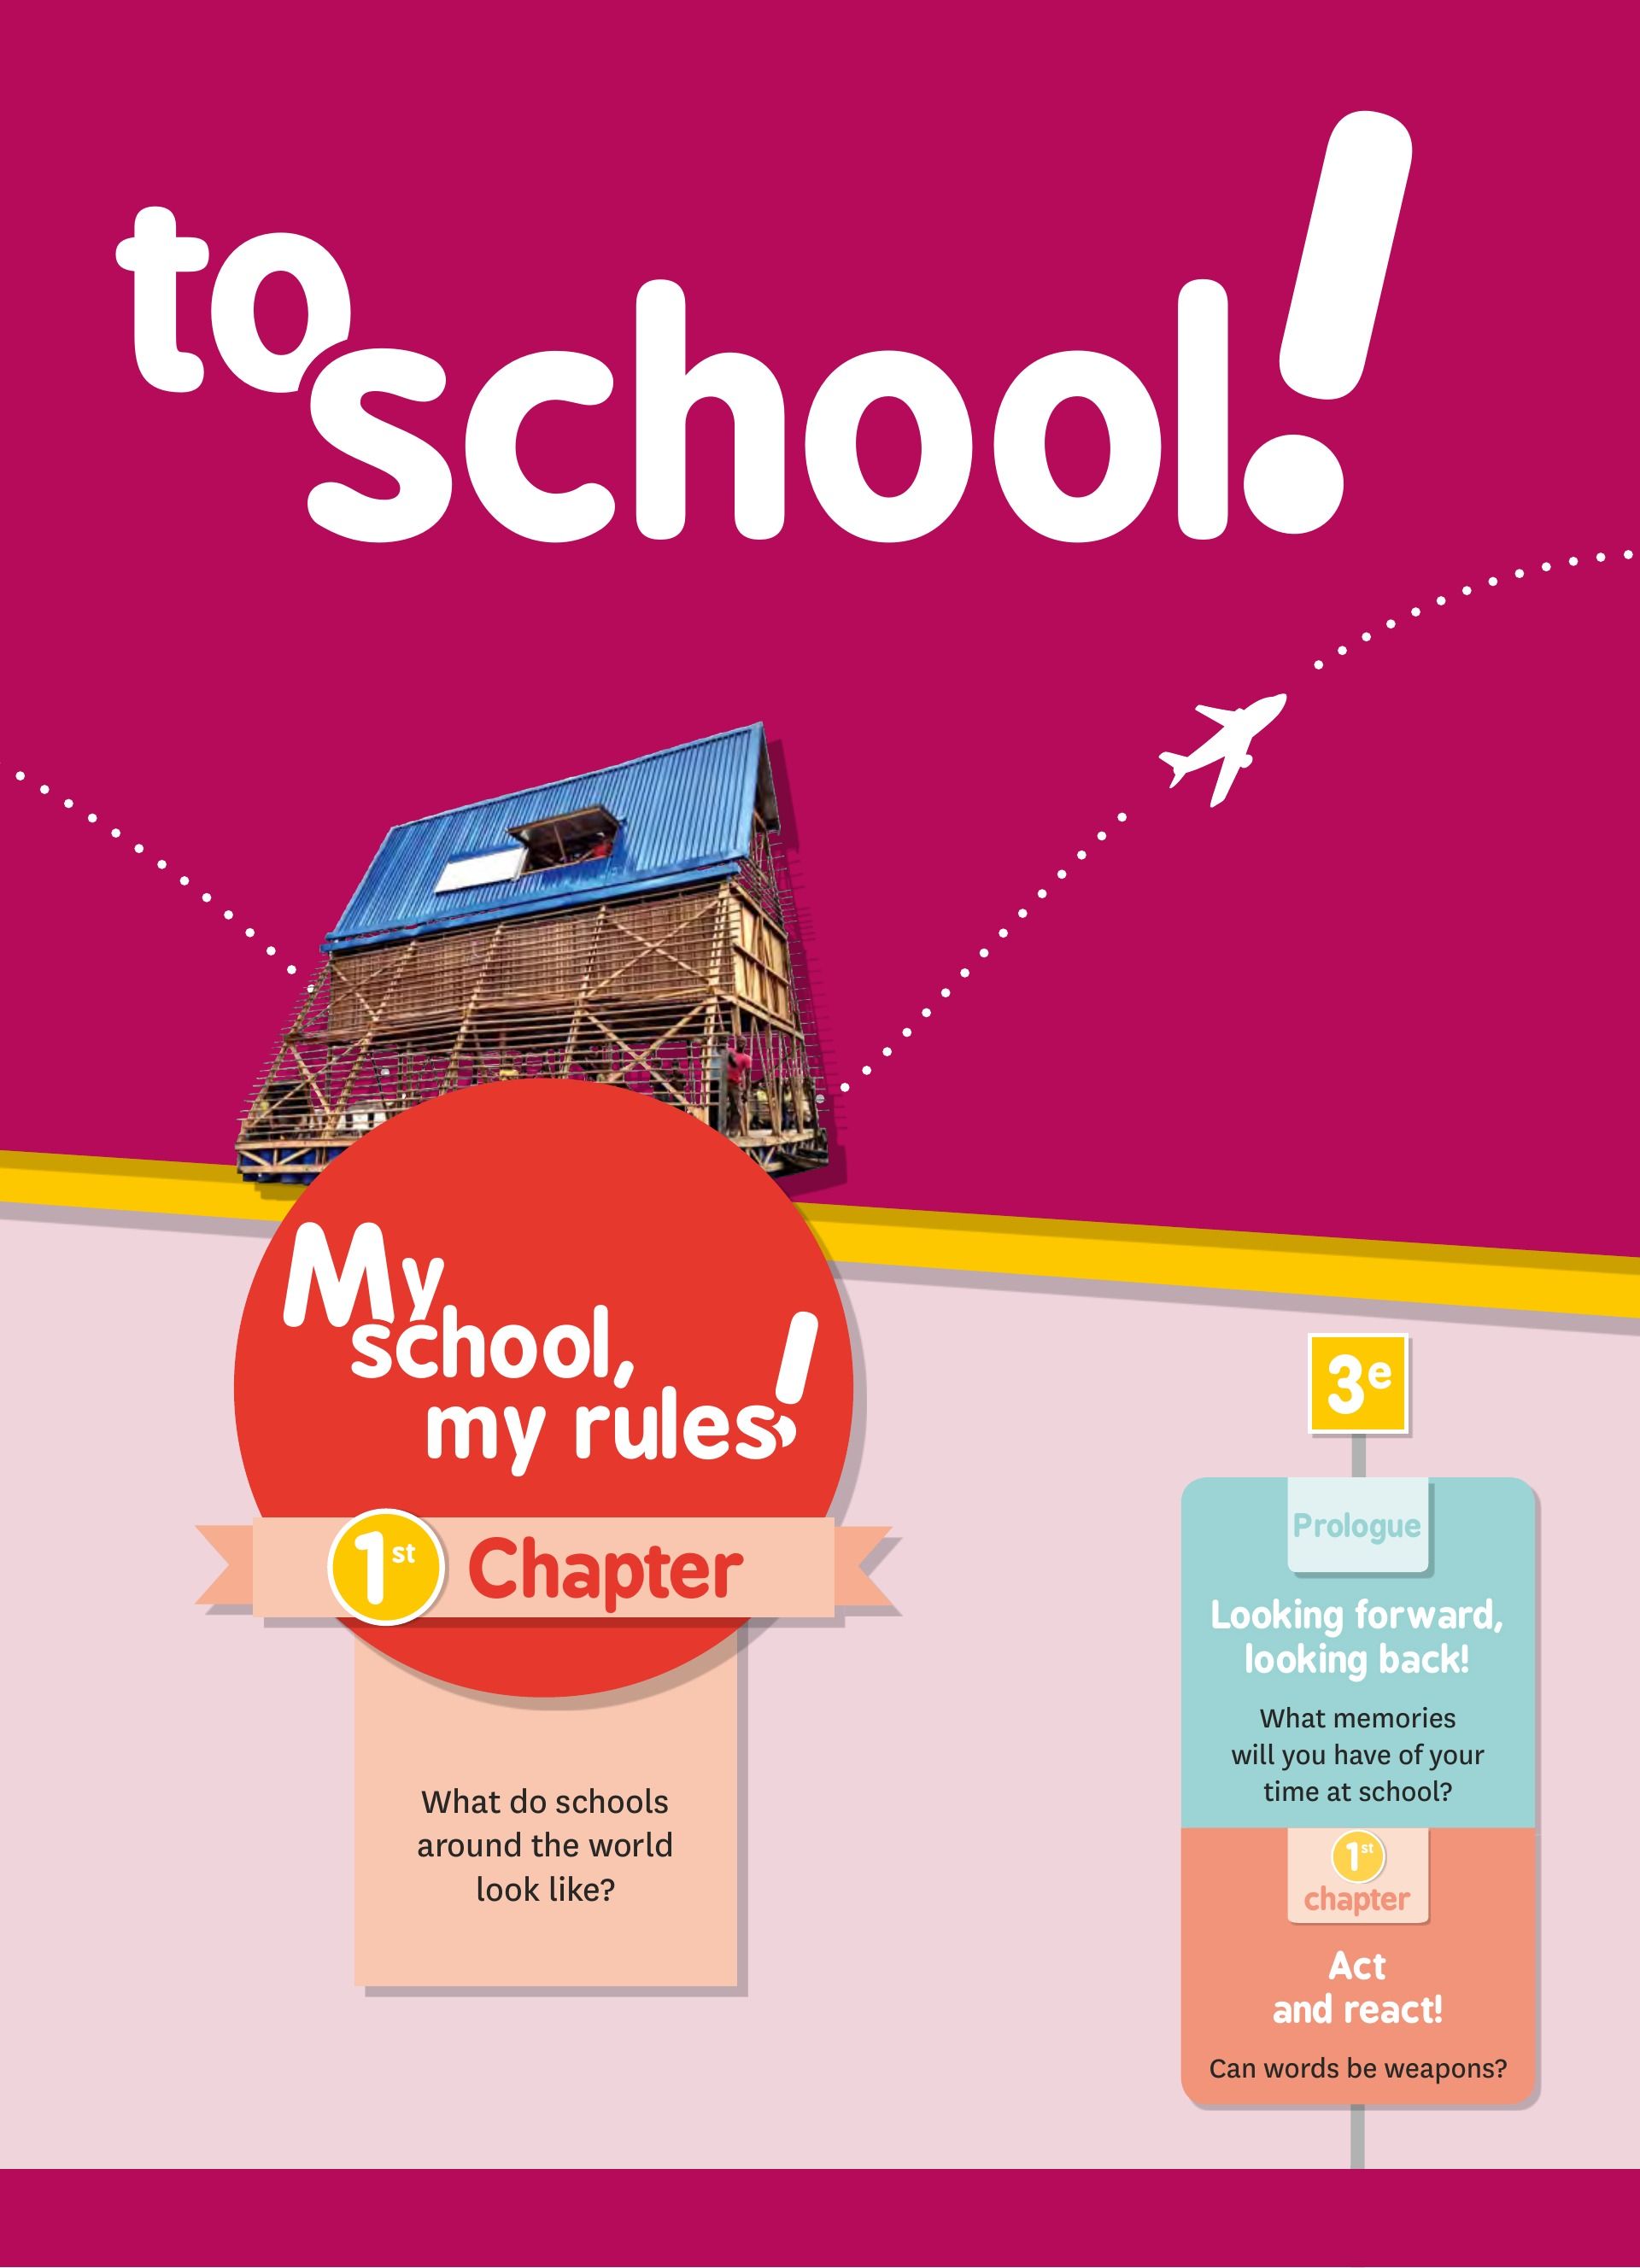 to
school!
My
school,
my rules!
1st Chapter
What do schools
around the world
look like?
3e
Prologue
Looking forward,
looking back!
What memories
will you have of your
time at school?
1st
chapter
Act
and react!
Can words be weapons?